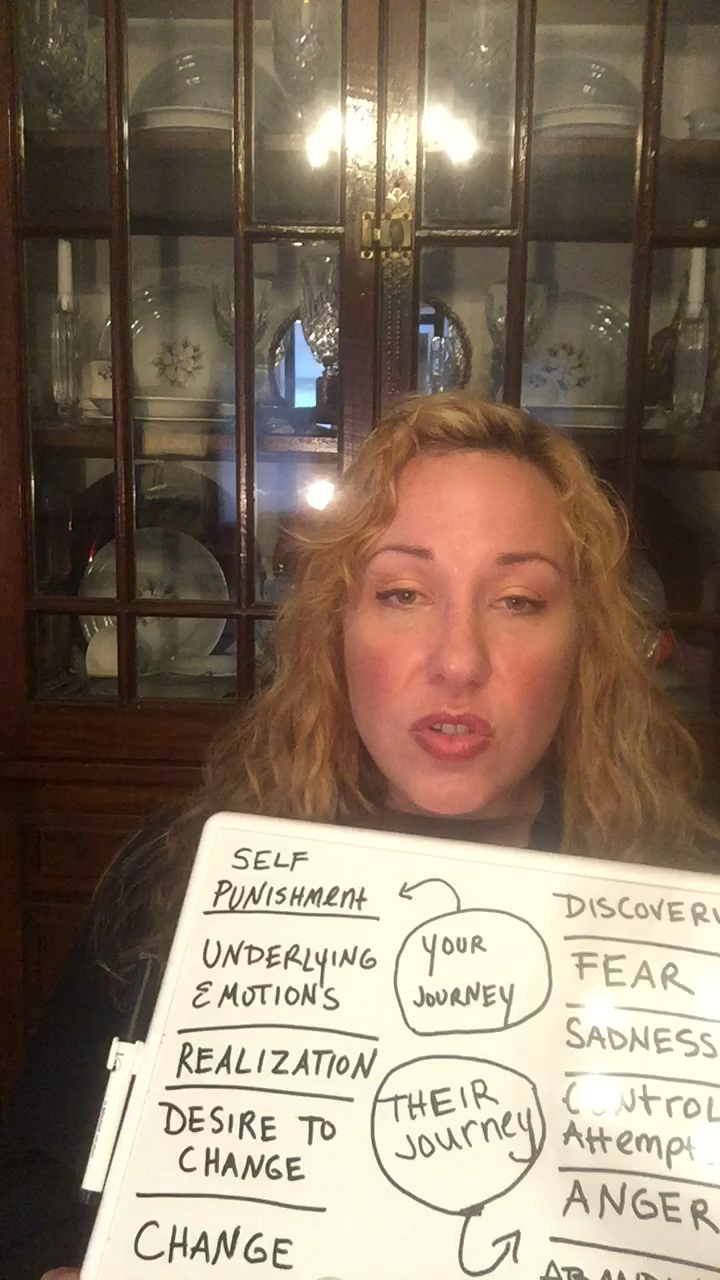 SELF
PUNISHMENT
UNDERLYING
EMOTIONS
REALIZATION
DESIRE TO
CHANGE
CHANGE
YOUR
JOURNEY
THEIR
Journey
FEAR
SADNESS
Attempt
ANGER